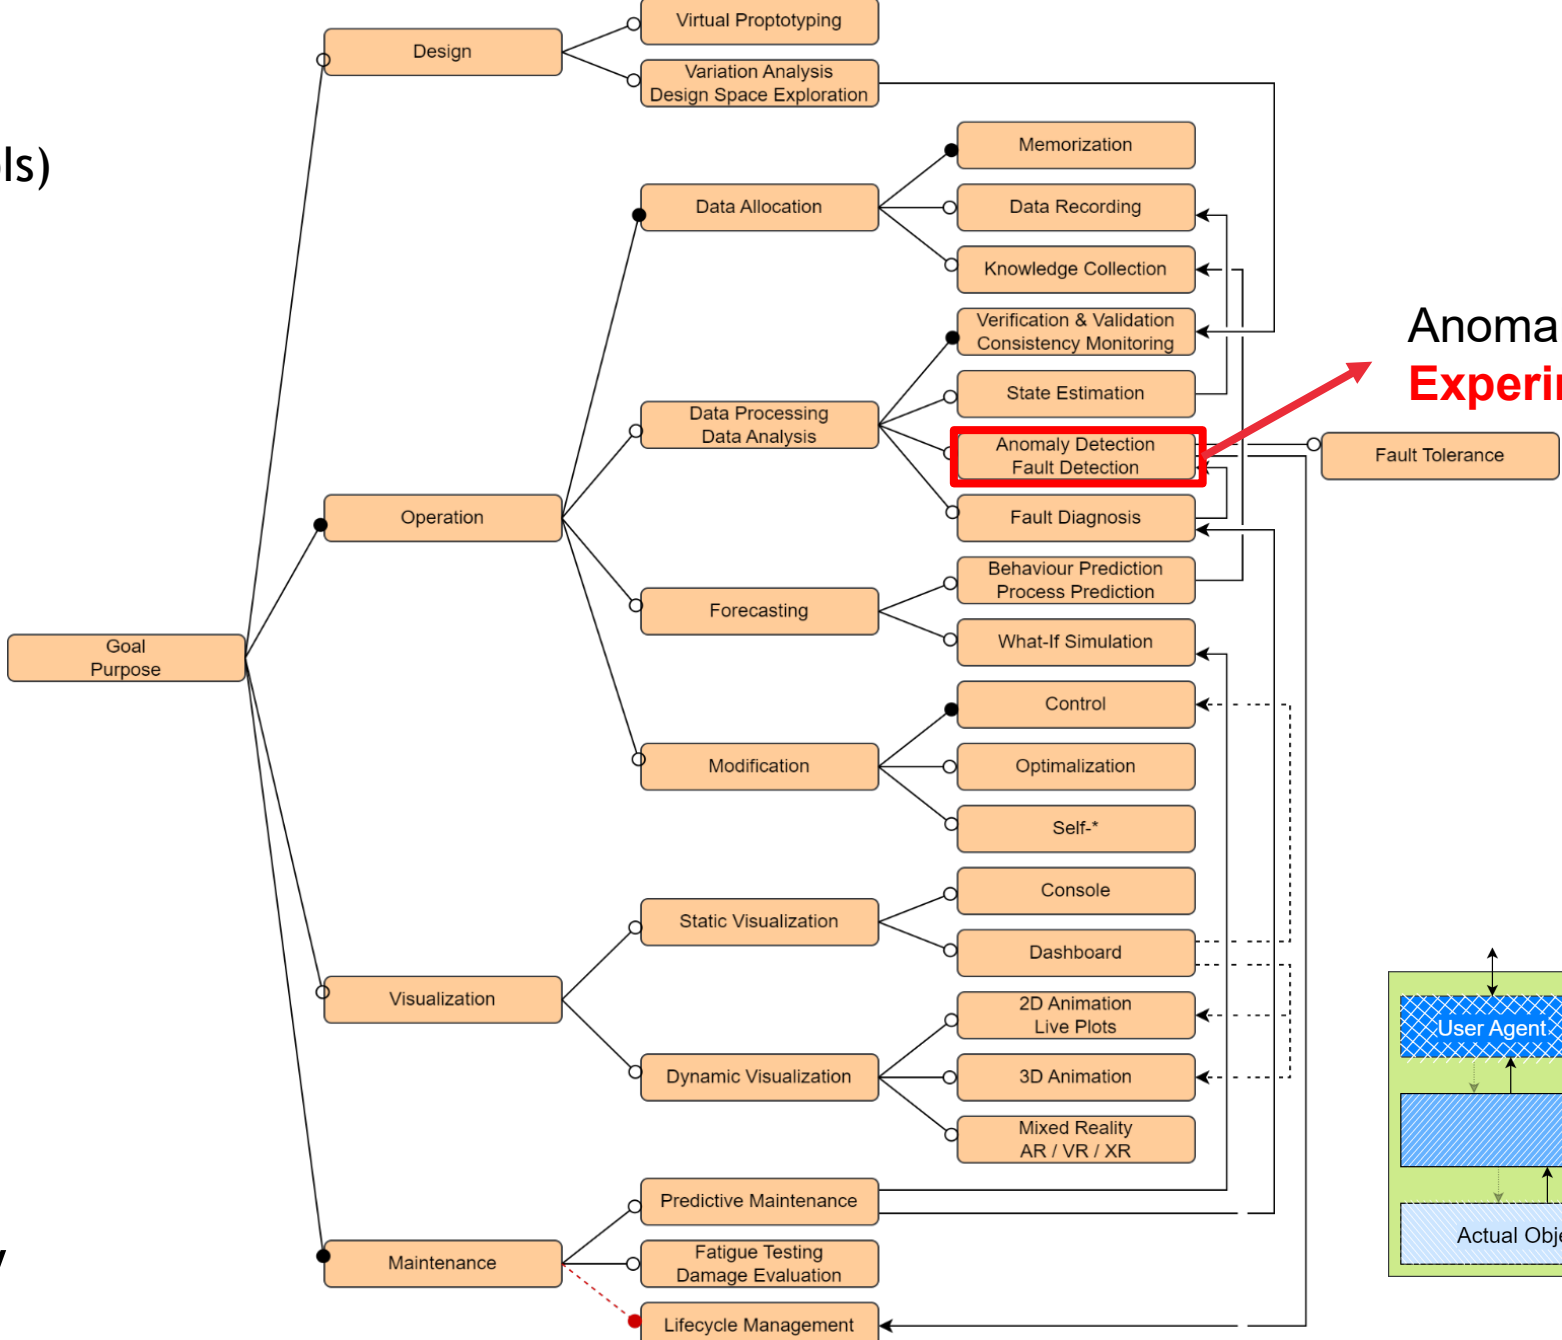 Virtual Proptotyping
Design
Variation Analysis
Design Space Exploration
ols)
Memorization
Data Allocation
Data Recording
Knowledge Collection
Verification & Validation
Consistency Monitoring
State Estimation
Data Processing
Data Analysis
Anomaly Detection
Fault Detection
Anoma
Experi
Fault Tolerance
Fault Diagnosis
Operation
Behaviour Prediction
Process Prediction
Forecasting
What-If Simulation
Goal
Purpose
Control
Modification
Optimalization
Self-*
Console
Static Visualization
Dashboard
Visualization
2D Animation
Live Plots
Dynamic Visualization
3D Animation
Mixed Reality
AR / VR / XR
User Agent
Actual Obje
Predictive Maintenance
Maintenance
Fatigue Testing
Damage Evaluation
Lifecycle Management
y